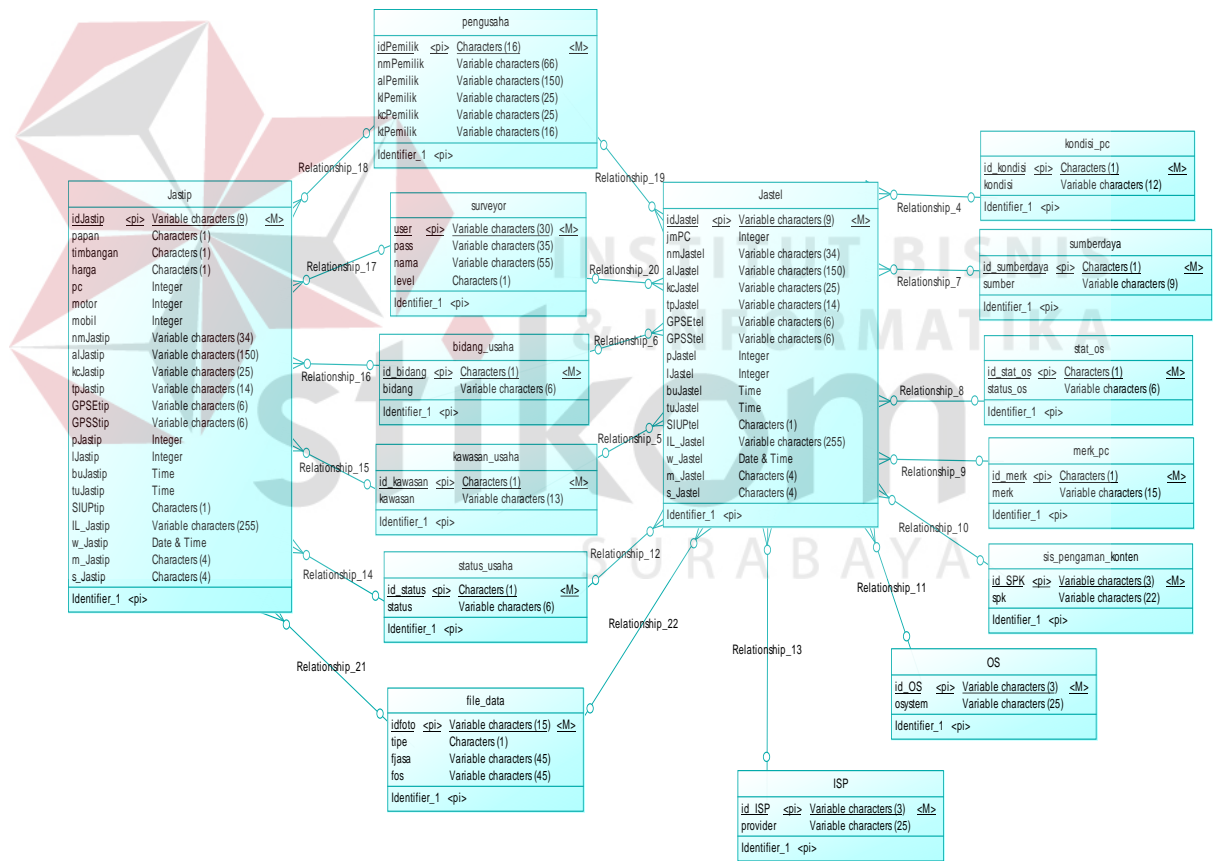 pengusaha
idPemilik <pi> Characters (16) <M>
nmPemilik Variable characters (66)
alPemilik Variable characters (150)
klPemilik Variable characters (25)
kcPemilik Variable characters (25)
ktPemilik Variable characters (16)
Identifier_1 <pi>
Relationship_18
Relationship_19
Jastip
idJastip <pi> Variable characters (9) <M>
papan Characters (1)
timbangan Characters (1)
harga Characters (1)
pc Integer
motor Integer
mobil Integer
nmJastip Variable characters (34)
alJastip Variable characters (150)
kcJastip Variable characters (25)
tpJastip Variable characters (14)
GPSEtip Variable characters (6)
GPSStip Variable characters (6)
pJastip Integer
lJastip Integer
buJastip Time
tuJastip Time
SIUPtip Characters (1)
IL_Jastip Variable characters (255)
w_Jastip Date & Time
m_Jastip Characters (4)
s_Jastip Characters (4)
Identifier_1 <pi>
surveyor
user <pi> Variable characters (30) <M>
pass Variable characters (35)
nama Variable characters (55)
level Characters (1)
Identifier_1 <pi>
Relationship_17
Relationship_20
bidang_usaha
id_bidang <pi> Characters (1) <M>
bidang Variable characters (6)
Identifier_1 <pi>
Relationship_16
Relationship_6
kawasan_usaha
id_kawasan <pi> Characters (1) <M>
kawasan Variable characters (13)
Identifier_1 <pi>
Relationship_15
Relationship_5
status_usaha
id_status <pi> Characters (1) <M>
status Variable characters (6)
Identifier_1 <pi>
Relationship_14
Relationship_12
file_data
idfoto <pi> Variable characters (15) <M>
tipe Characters (1)
fjasa Variable characters (45)
fos Variable characters (45)
Identifier_1 <pi>
Relationship_21
Relationship_22
Jastel
idJastel <pi> Variable characters (9) <M>
jmPC Integer
nmJastel Variable characters (34)
alJastel Variable characters (150)
kcJastel Variable characters (25)
tpJastel Variable characters (14)
GPSEtel Variable characters (6)
GPSStel Variable characters (6)
pJastel Integer
lJastel Integer
buJastel Time
tuJastel Time
SIUPtel Characters (1)
IL_Jastel Variable characters (255)
w_Jastel Date & Time
m_Jastel Characters (4)
s_Jastel Characters (4)
Identifier_1 <pi>
kondisi_pc
id_kondisi <pi> Characters (1) <M>
kondisi Variable characters (12)
Identifier_1 <pi>
Relationship_4
sumberdaya
id_sumberdaya <pi> Characters (1) <M>
sumber Variable characters (9)
Identifier_1 <pi>
Relationship_7
stat_os
id_stat_os <pi> Characters (1) <M>
status_os Variable characters (6)
Identifier_1 <pi>
Relationship_8
merk_pc
id_merk <pi> Characters (1) <M>
merk Variable characters (15)
Identifier_1 <pi>
Relationship_9
sis_pengaman_konten
id_SPK <pi> Variable characters (3) <M>
spk Variable characters (22)
Identifier_1 <pi>
Relationship_10
OS
id_OS <pi> Variable characters (3) <M>
osystem Variable characters (25)
Identifier_1 <pi>
Relationship_11
ISP
id_ISP <pi> Variable characters (3) <M>
provider Variable characters (25)
Identifier_1 <pi>
Relationship_13
INSTITUT BISNIS
& INFORMATIKA
stikom
SURABAYA